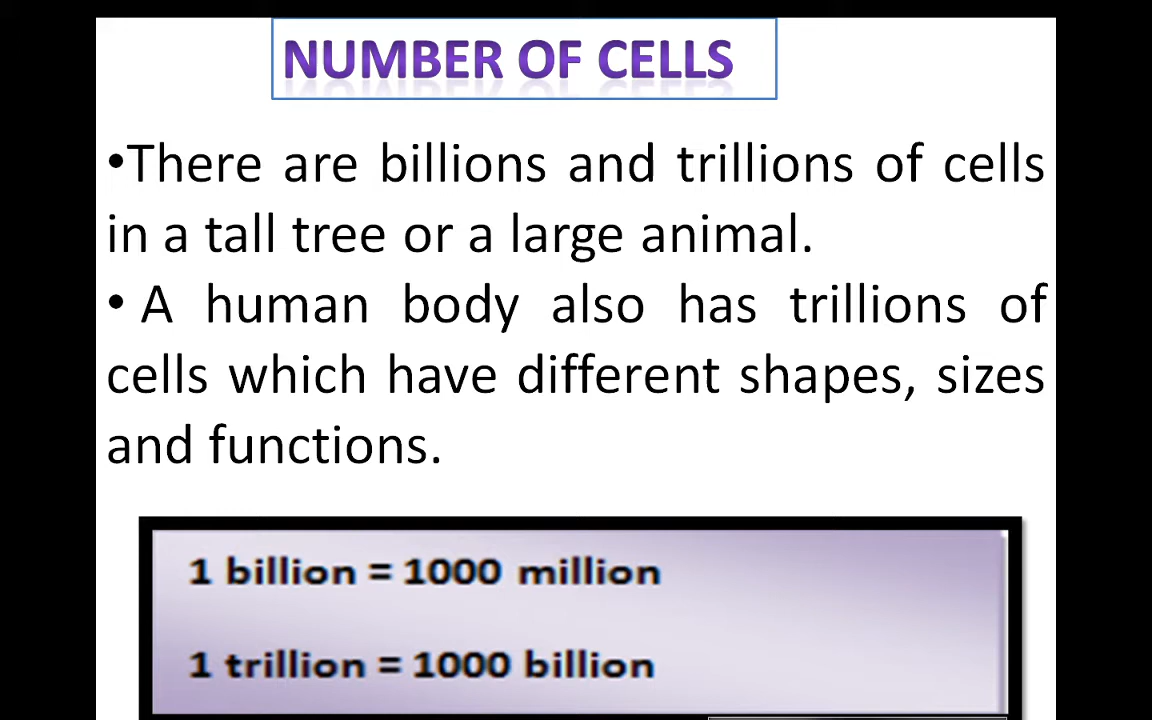 NUMBER OF CELLS
•There are billions and trillions of cells
in a tall tree or a large animal.
• A human body also has trillions of
cells which have different shapes, sizes
and functions.
1 billion = 1000 million
1 trillion = 1000 billion